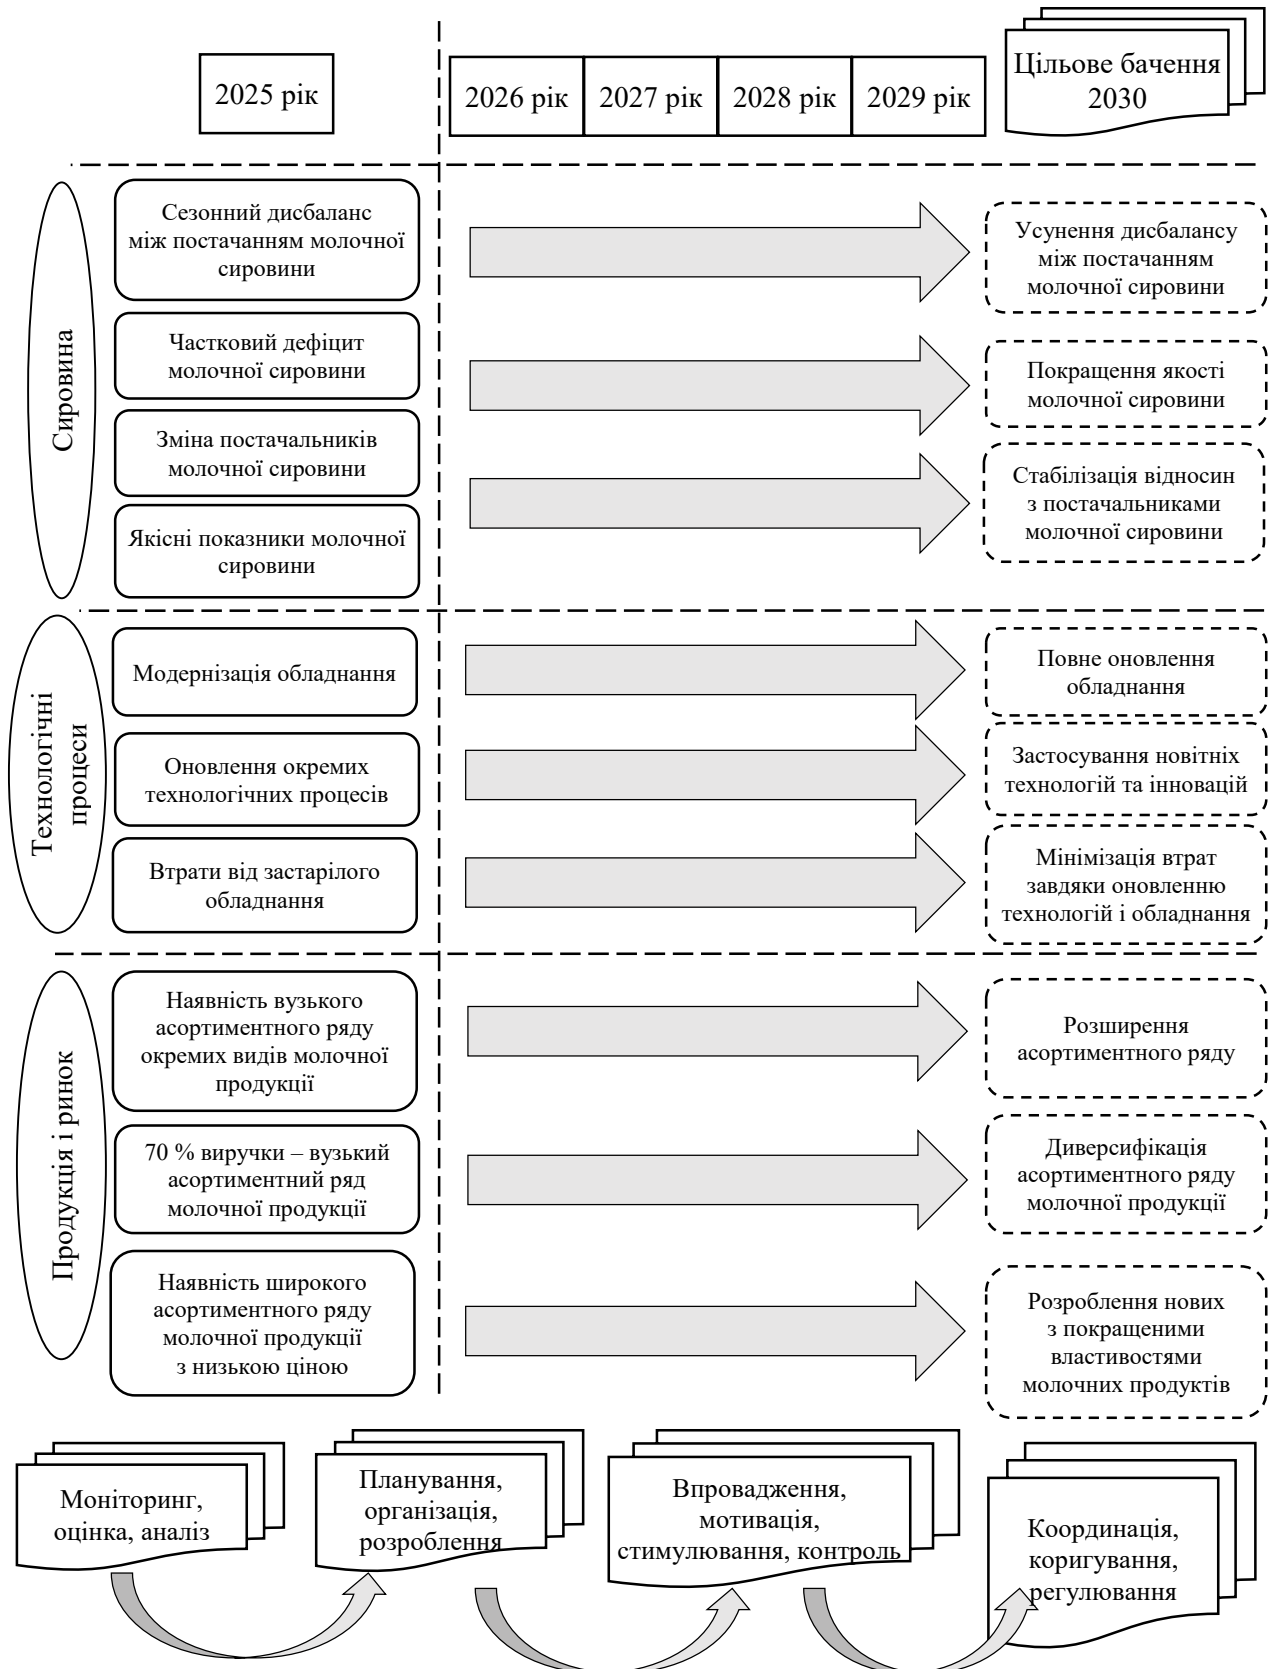 2025 рік
2026 рік
2027 рік
2028 рік
2029 рік
Цільове бачення
2030
Сировина
Сезонний дисбаланс
між постачанням молочної
сировини
Усунення дисбалансу
між постачанням
молочної сировини
Частковий дефіцит
молочної сировини
Покращення якості
молочної сировини
Зміна постачальників
молочної сировини
Стабілізація відносин
з постачальниками
молочної сировини
Якісні показники молочної
сировини
Технологічні
процеси
Модернізація обладнання
Повне оновлення
обладнання
Оновлення окремих
технологічних процесів
Застосування новітніх
технологій та інновацій
Втрати від застарілого
обладнання
Мінімізація втрат
завдяки оновленню
технологій і обладнання
Продукція і ринок
Наявність вузького
асортиментного ряду
окремих видів молочної
продукції
Розширення
асортиментного ряду
70 % виручки – вузький
асортиментний ряд
молочної продукції
Диверсифікація
асортиментного ряду
молочної продукції
Наявність широкого
асортиментного ряду
молочної продукції
з низькою ціною
Розроблення нових
з покращеними
властивостями
молочних продуктів
Моніторинг,
оцінка, аналіз
Планування,
організація,
розроблення
Впровадження,
мотивація,
стимулювання, контроль
Координація,
коригування,
регулювання